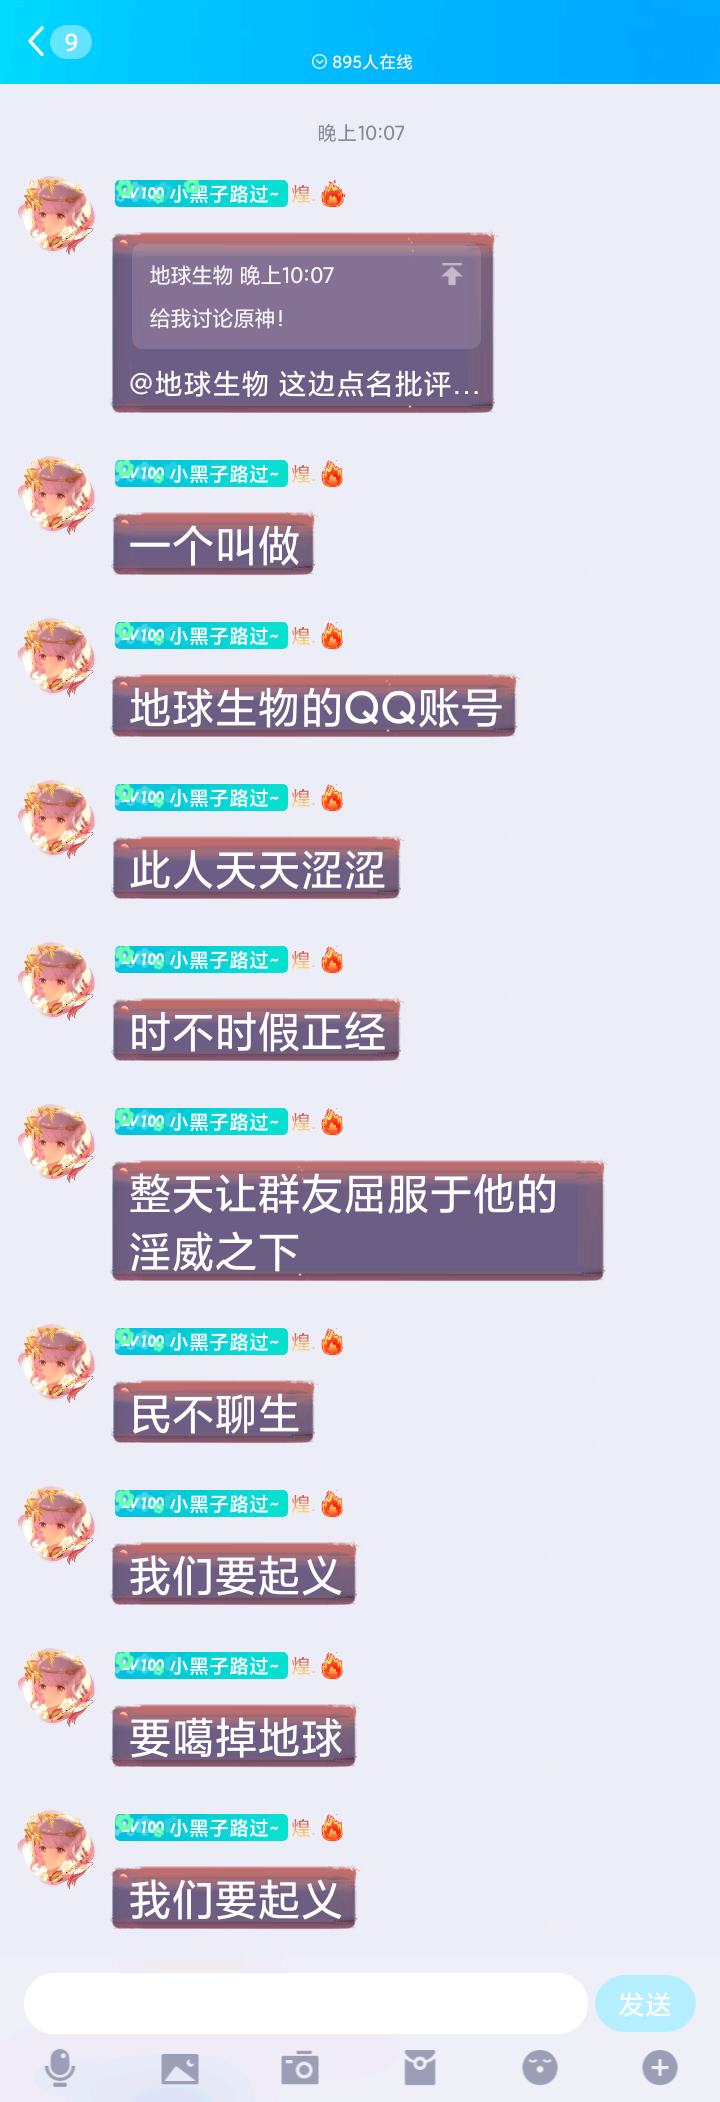 9
895人在线
晚上10:07
LV100 小黑子路过~ 煌.
地球生物 晚上10:07
给我讨论原神！
@地球生物 这边点名批评...
LV100 小黑子路过~ 煌.
一个叫做
LV100 小黑子路过~ 煌.
地球生物的QQ账号
LV100 小黑子路过~ 煌.
此人天天涩涩
LV100 小黑子路过~ 煌.
时不时假正经
LV100 小黑子路过~ 煌.
整天让群友屈服于他的
淫威之下
LV100 小黑子路过~ 煌.
民不聊生
LV100 小黑子路过~ 煌.
我们要起义
LV100 小黑子路过~ 煌.
要噶掉地球
LV100 小黑子路过~ 煌.
我们要起义
发送